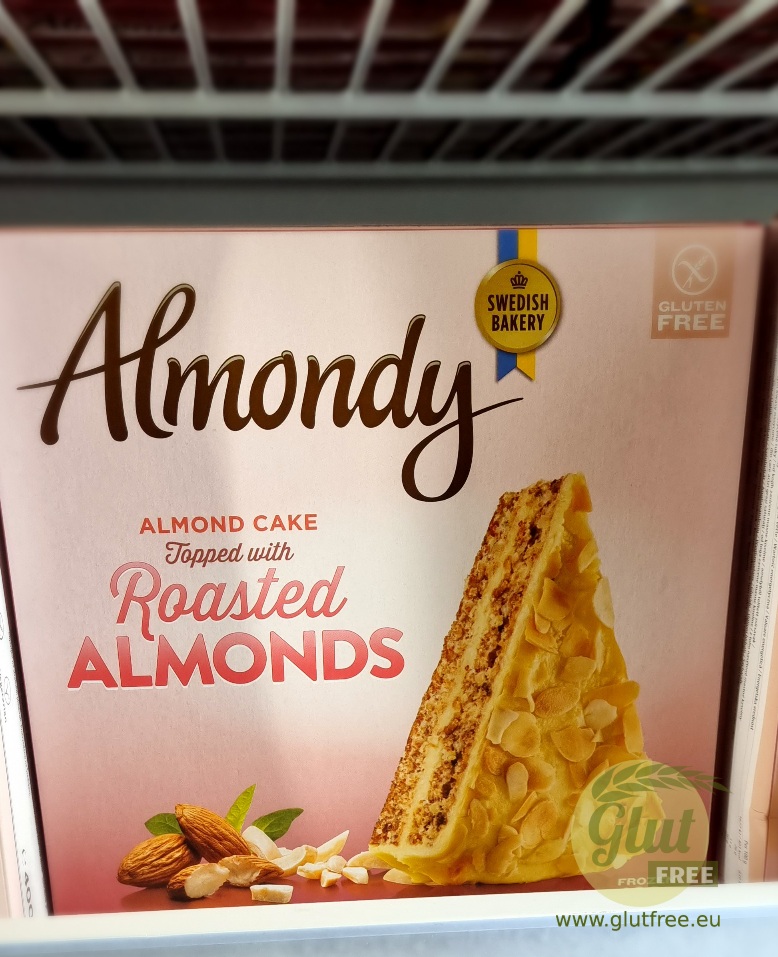 Almondy
SWEDISH
BAKERY
GLUTEN
FREE
ALMOND CAKE
Topped with
Roasted
ALMONDS
Glut
FREE
www.glutfree.eu